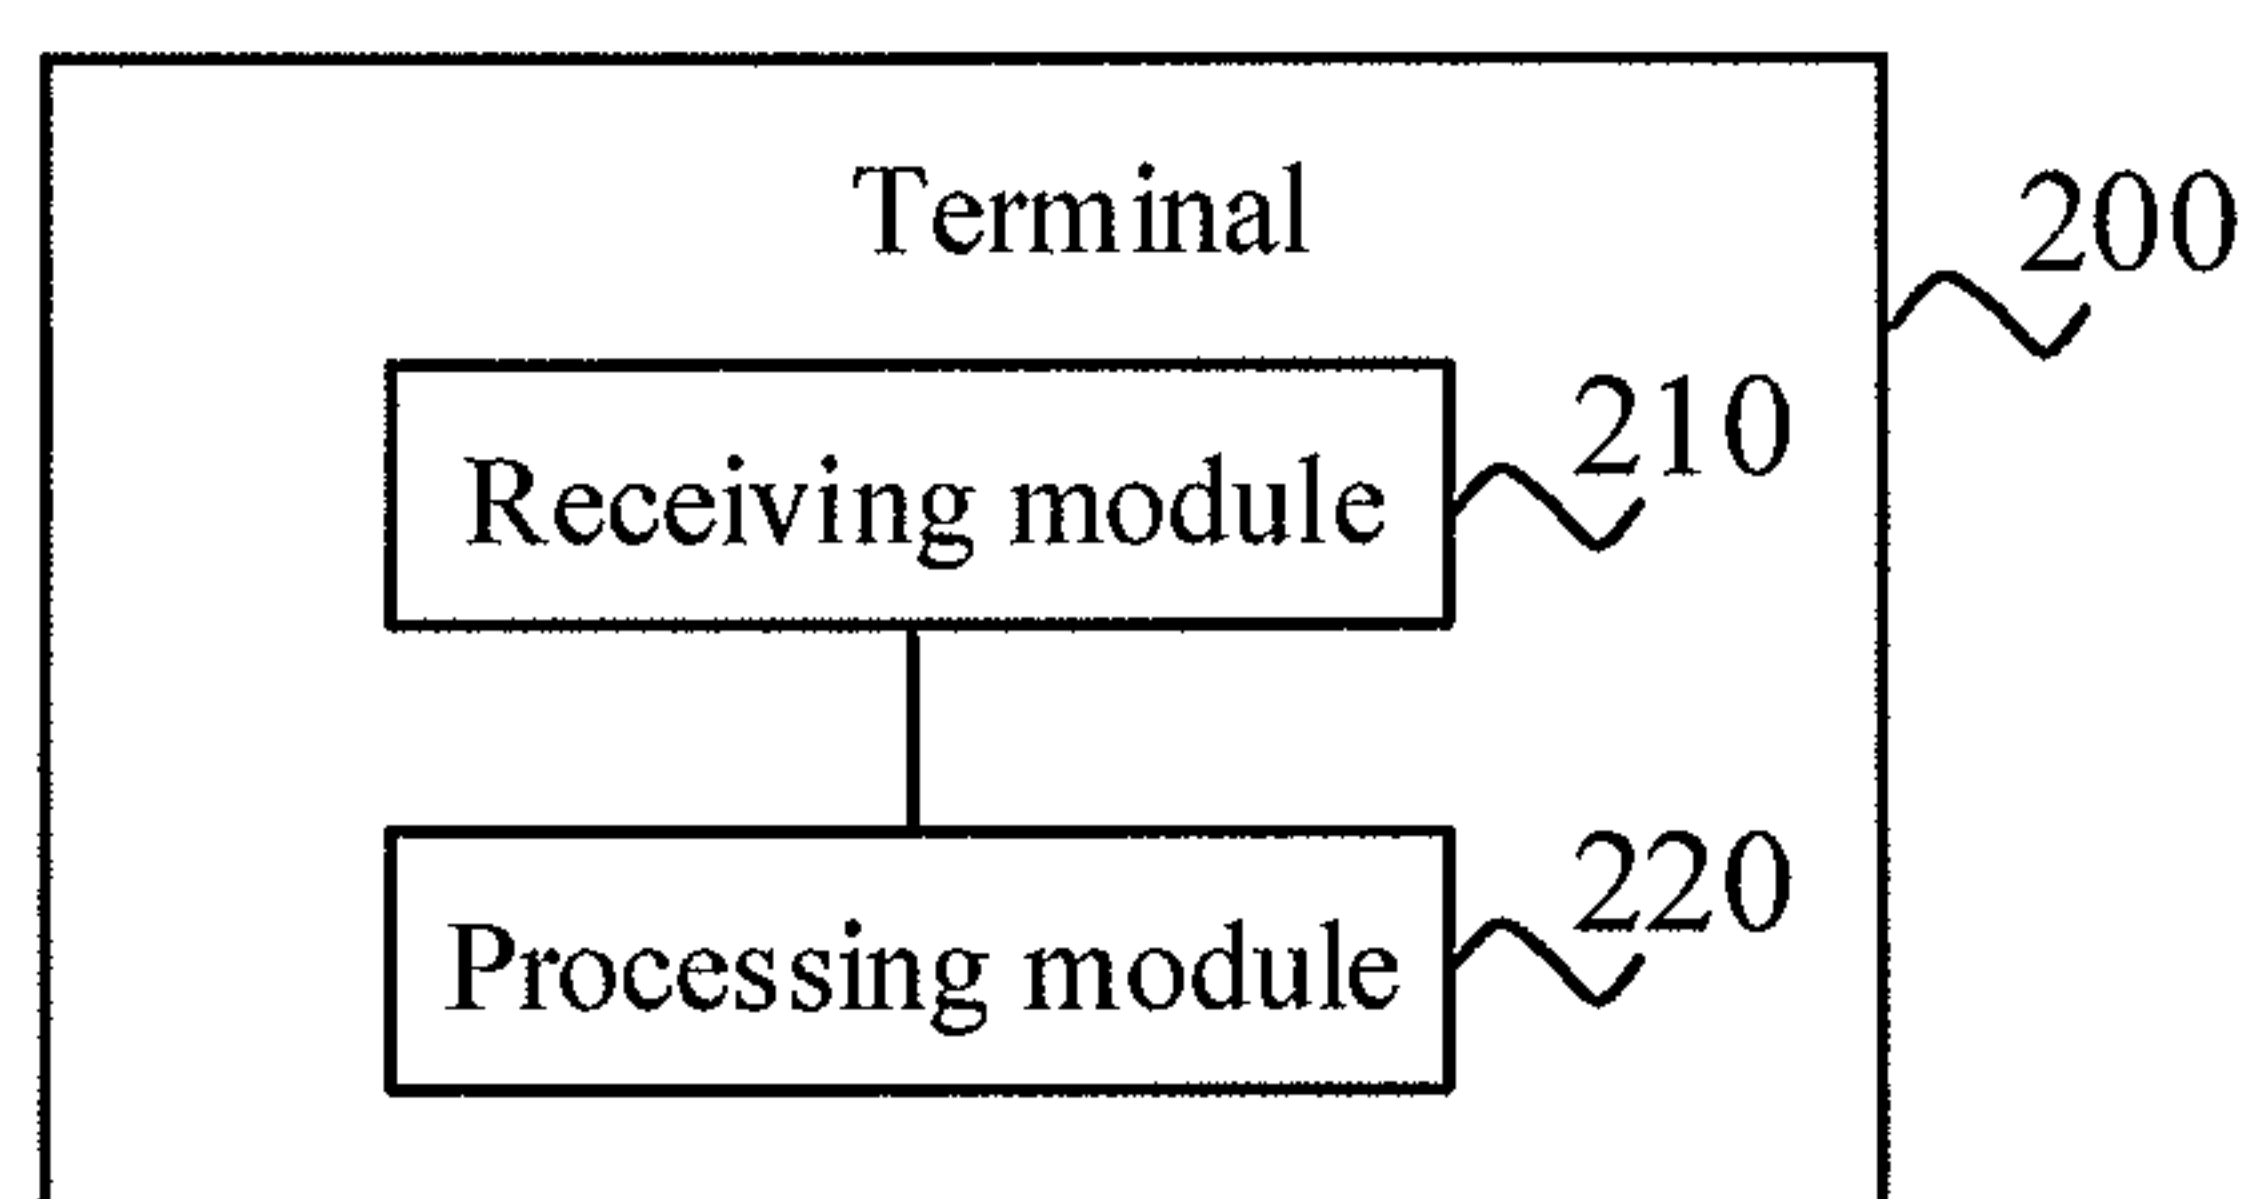 Terminal
200
Receiving module
210
Processing module
220